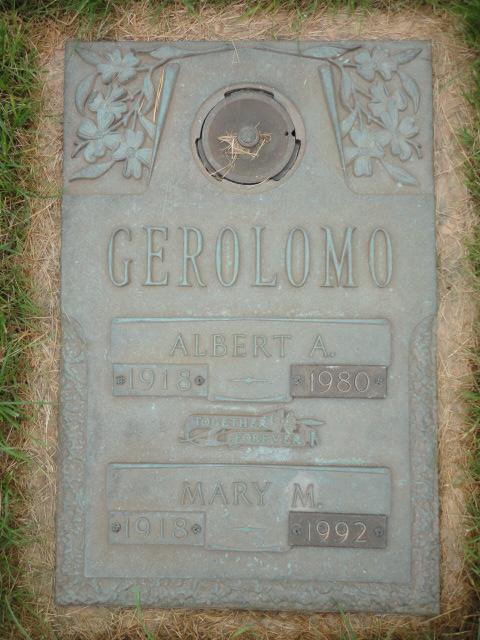 GEROLOMO
ALBERT A.
1918 1980
TOGETHER
FOREVER
MARY M.
1918 1992